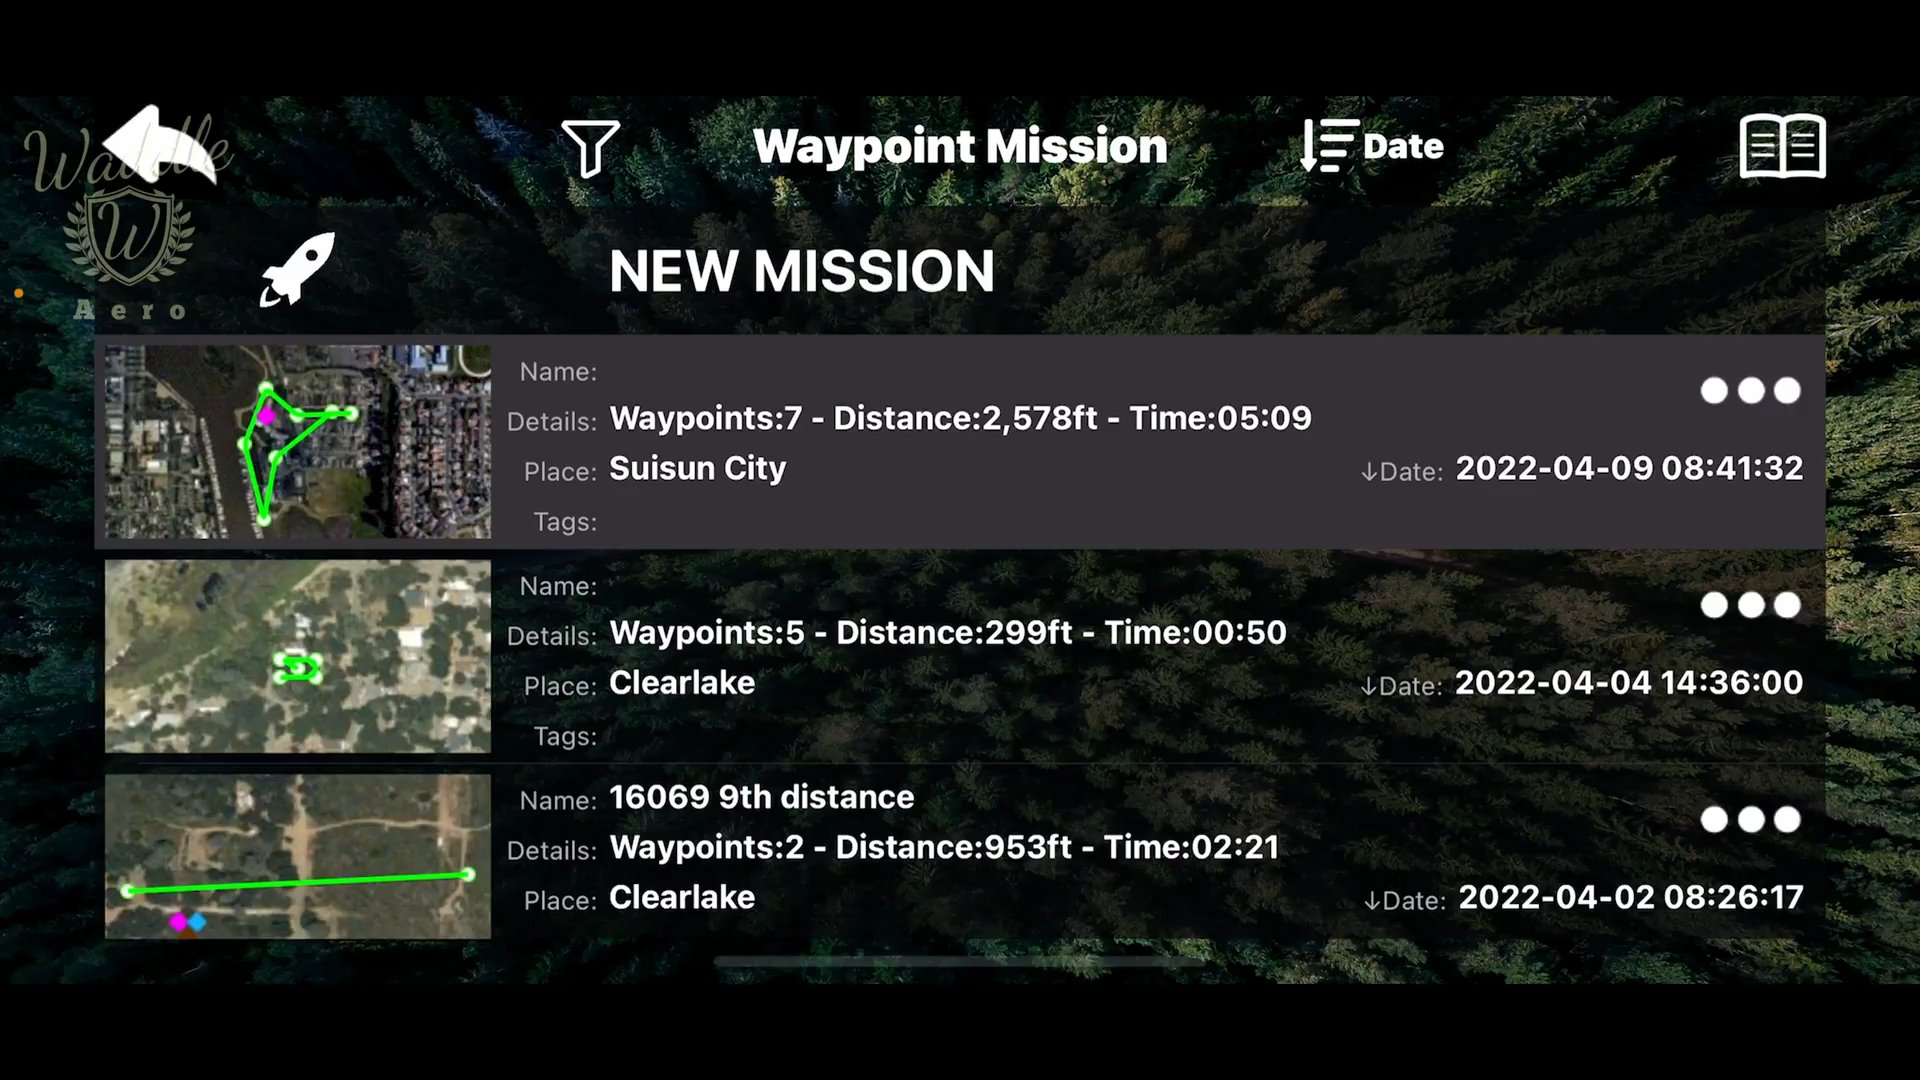 Waddle
W
Aero
Waypoint Mission
Date
NEW MISSION
Name:
Details: Waypoints:7 - Distance:2,578ft - Time:05:09
Place: Suisun City
↓Date: 2022-04-09 08:41:32
Tags:
Name:
Details: Waypoints:5 - Distance:299ft - Time:00:50
Place: Clearlake
↓Date: 2022-04-04 14:36:00
Tags:
Name: 16069 9th distance
Details: Waypoints:2 - Distance:953ft - Time:02:21
Place: Clearlake
↓Date: 2022-04-02 08:26:17